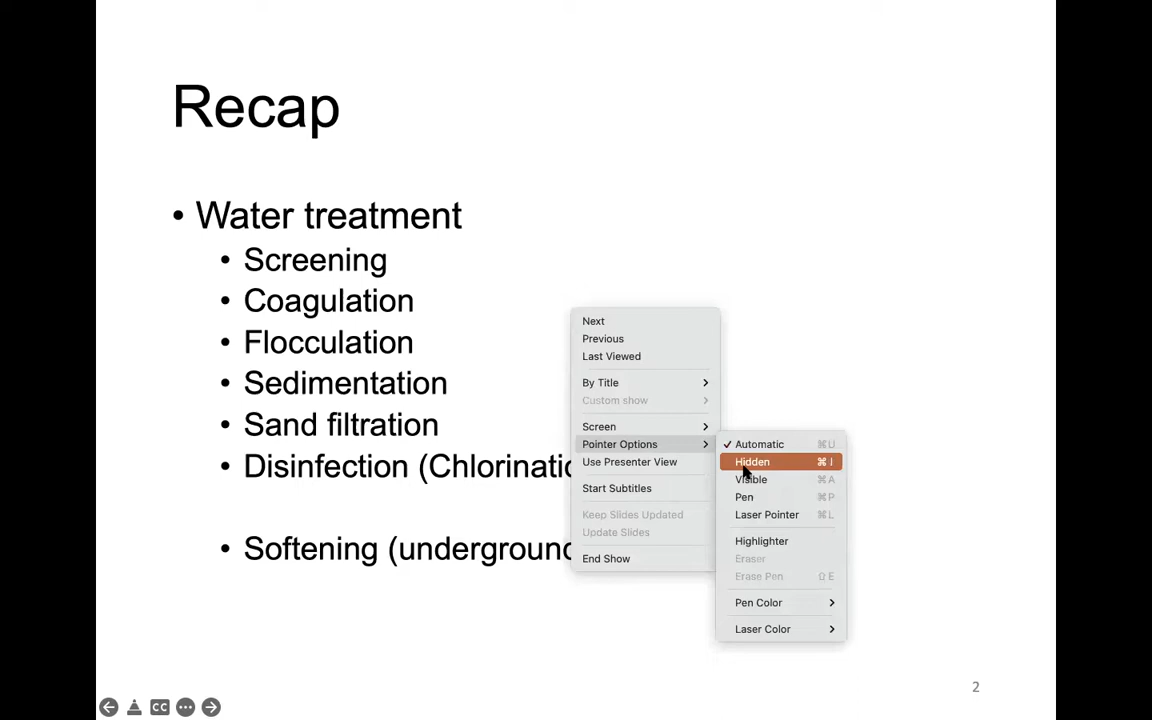 Recap
• Water treatment
• Screening
• Coagulation
• Flocculation
• Sedimentation
• Sand filtration
• Disinfection (Chlorinatio
• Softening (underground
Next
Previous
Last Viewed
By Title
Custom show
Screen
Pointer Options
Use Presenter View
Start Subtitles
Keep Slides Updated
Update Slides
End Show
✓ Automatic ⌘U
Hidden ⌘I
Visible ⌘A
Pen ⌘P
Laser Pointer ⌘L
Highlighter
Eraser
Erase Pen ⇧E
Pen Color
Laser Color
2
CC